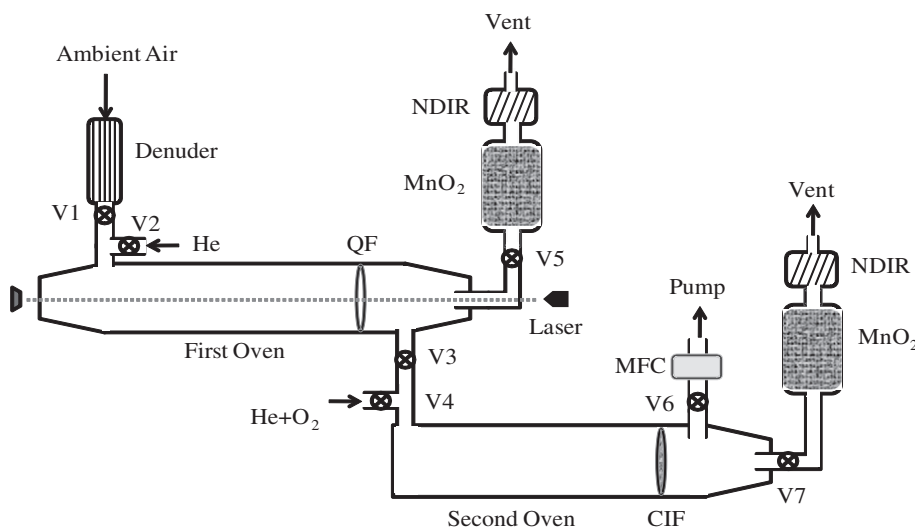 Vent
Ambient Air
NDIR
Denuder
MnO₂
Vent
V1
V2
He
QF
V5
NDIR
Pump
Laser
First Oven
V3
MFC
MnO₂
He+O₂
V4
V6
V7
Second Oven
CIF